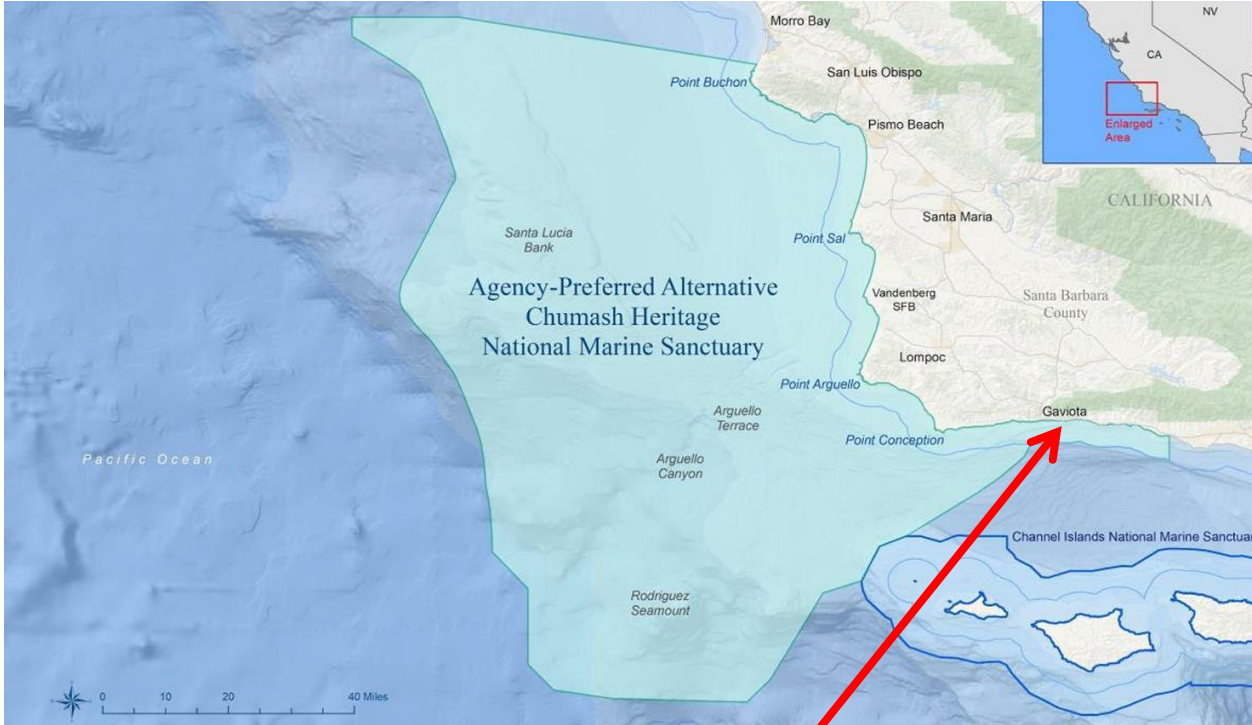 Morro Bay
NV
CA
Enlarged
Area
San Luis Obispo
Point Buchon
Pismo Beach
CALIFORNIA
Santa Maria
Santa Lucia
Bank
Point Sal
Agency-Preferred Alternative
Chumash Heritage
National Marine Sanctuary
Vandenberg
SFB
Santa Barbara
County
Lompoc
Point Arguello
Arguello
Terrace
Gaviota
Point Conception
Pacific Ocean
Arguello
Canyon
Channel Islands National Marine Sanctuar
Rodriguez
Seamount
0 10 20 40 Miles